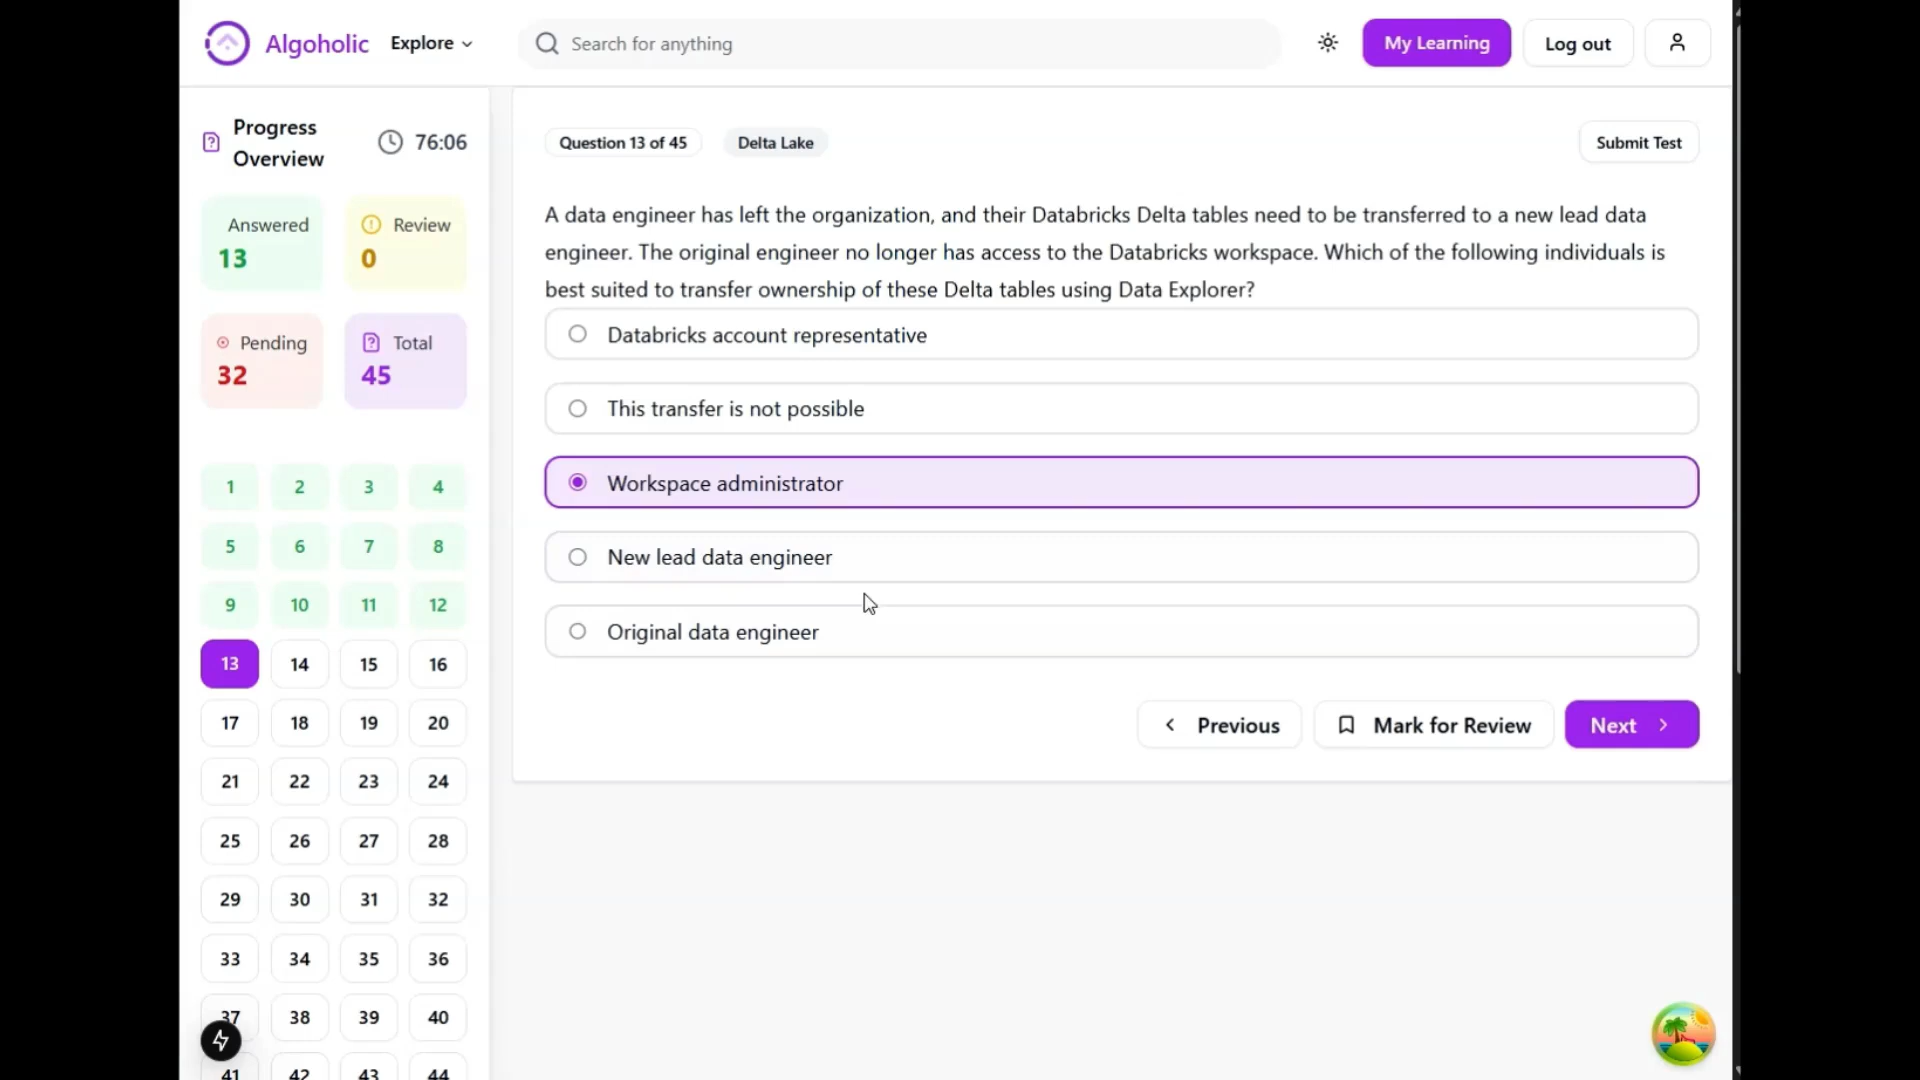 Algoholic
Explore
Search for anything
My Learning
Log out
Progress
Overview
76:06
Answered
13
Review
0
Pending
32
Total
45
1 2 3 4
5 6 7 8
9 10 11 12
13 14 15 16
17 18 19 20
21 22 23 24
25 26 27 28
29 30 31 32
33 34 35 36
37 38 39 40
41 42 43 44
Question 13 of 45
Delta Lake
Submit Test
A data engineer has left the organization, and their Databricks Delta tables need to be transferred to a new lead data
engineer. The original engineer no longer has access to the Databricks workspace. Which of the following individuals is
best suited to transfer ownership of these Delta tables using Data Explorer?
Databricks account representative
This transfer is not possible
Workspace administrator
New lead data engineer
Original data engineer
Previous
Mark for Review
Next